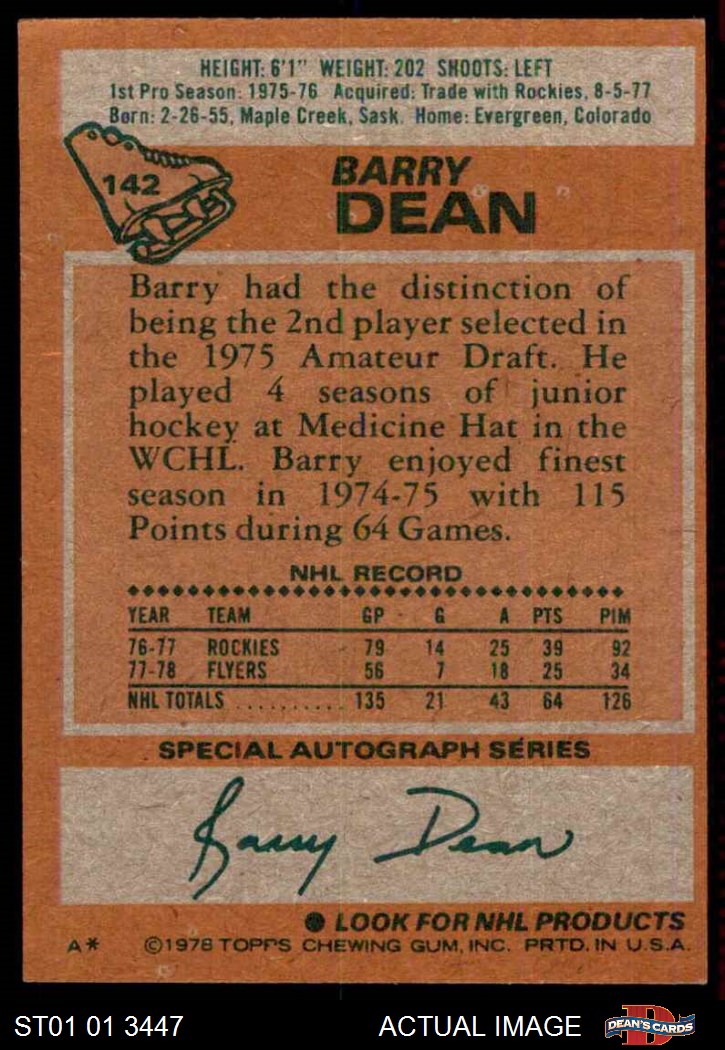 HEIGHT: 6'1" WEIGHT: 202 SHOOTS: LEFT
1st Pro Season: 1975-76 Acquired: Trade with Rockies, 8-5-77
Born: 2-26-55, Maple Creek, Sask. Home: Evergreen, Colorado
142
BARRY
DEAN
Barry had the distinction of
being the 2nd player selected in
the 1975 Amateur Draft. He
played 4 seasons of junior
hockey at Medicine Hat in the
WCHL. Barry enjoyed finest
season in 1974-75 with 115
Points during 64 Games.
NHL RECORD
YEAR TEAM GP G A PTS PIM
76-77 ROCKIES 79 14 25 39 92
77-78 FLYERS 56 7 18 25 34
NHL TOTALS .......... 135 21 43 64 126
SPECIAL AUTOGRAPH SERIES
Barry Dean
● LOOK FOR NHL PRODUCTS
A* ©1978 TOPPS CHEWING GUM, INC. PRTD. IN U.S.A.
ST01 01 3447 ACTUAL IMAGE D DEAN'S CARDS